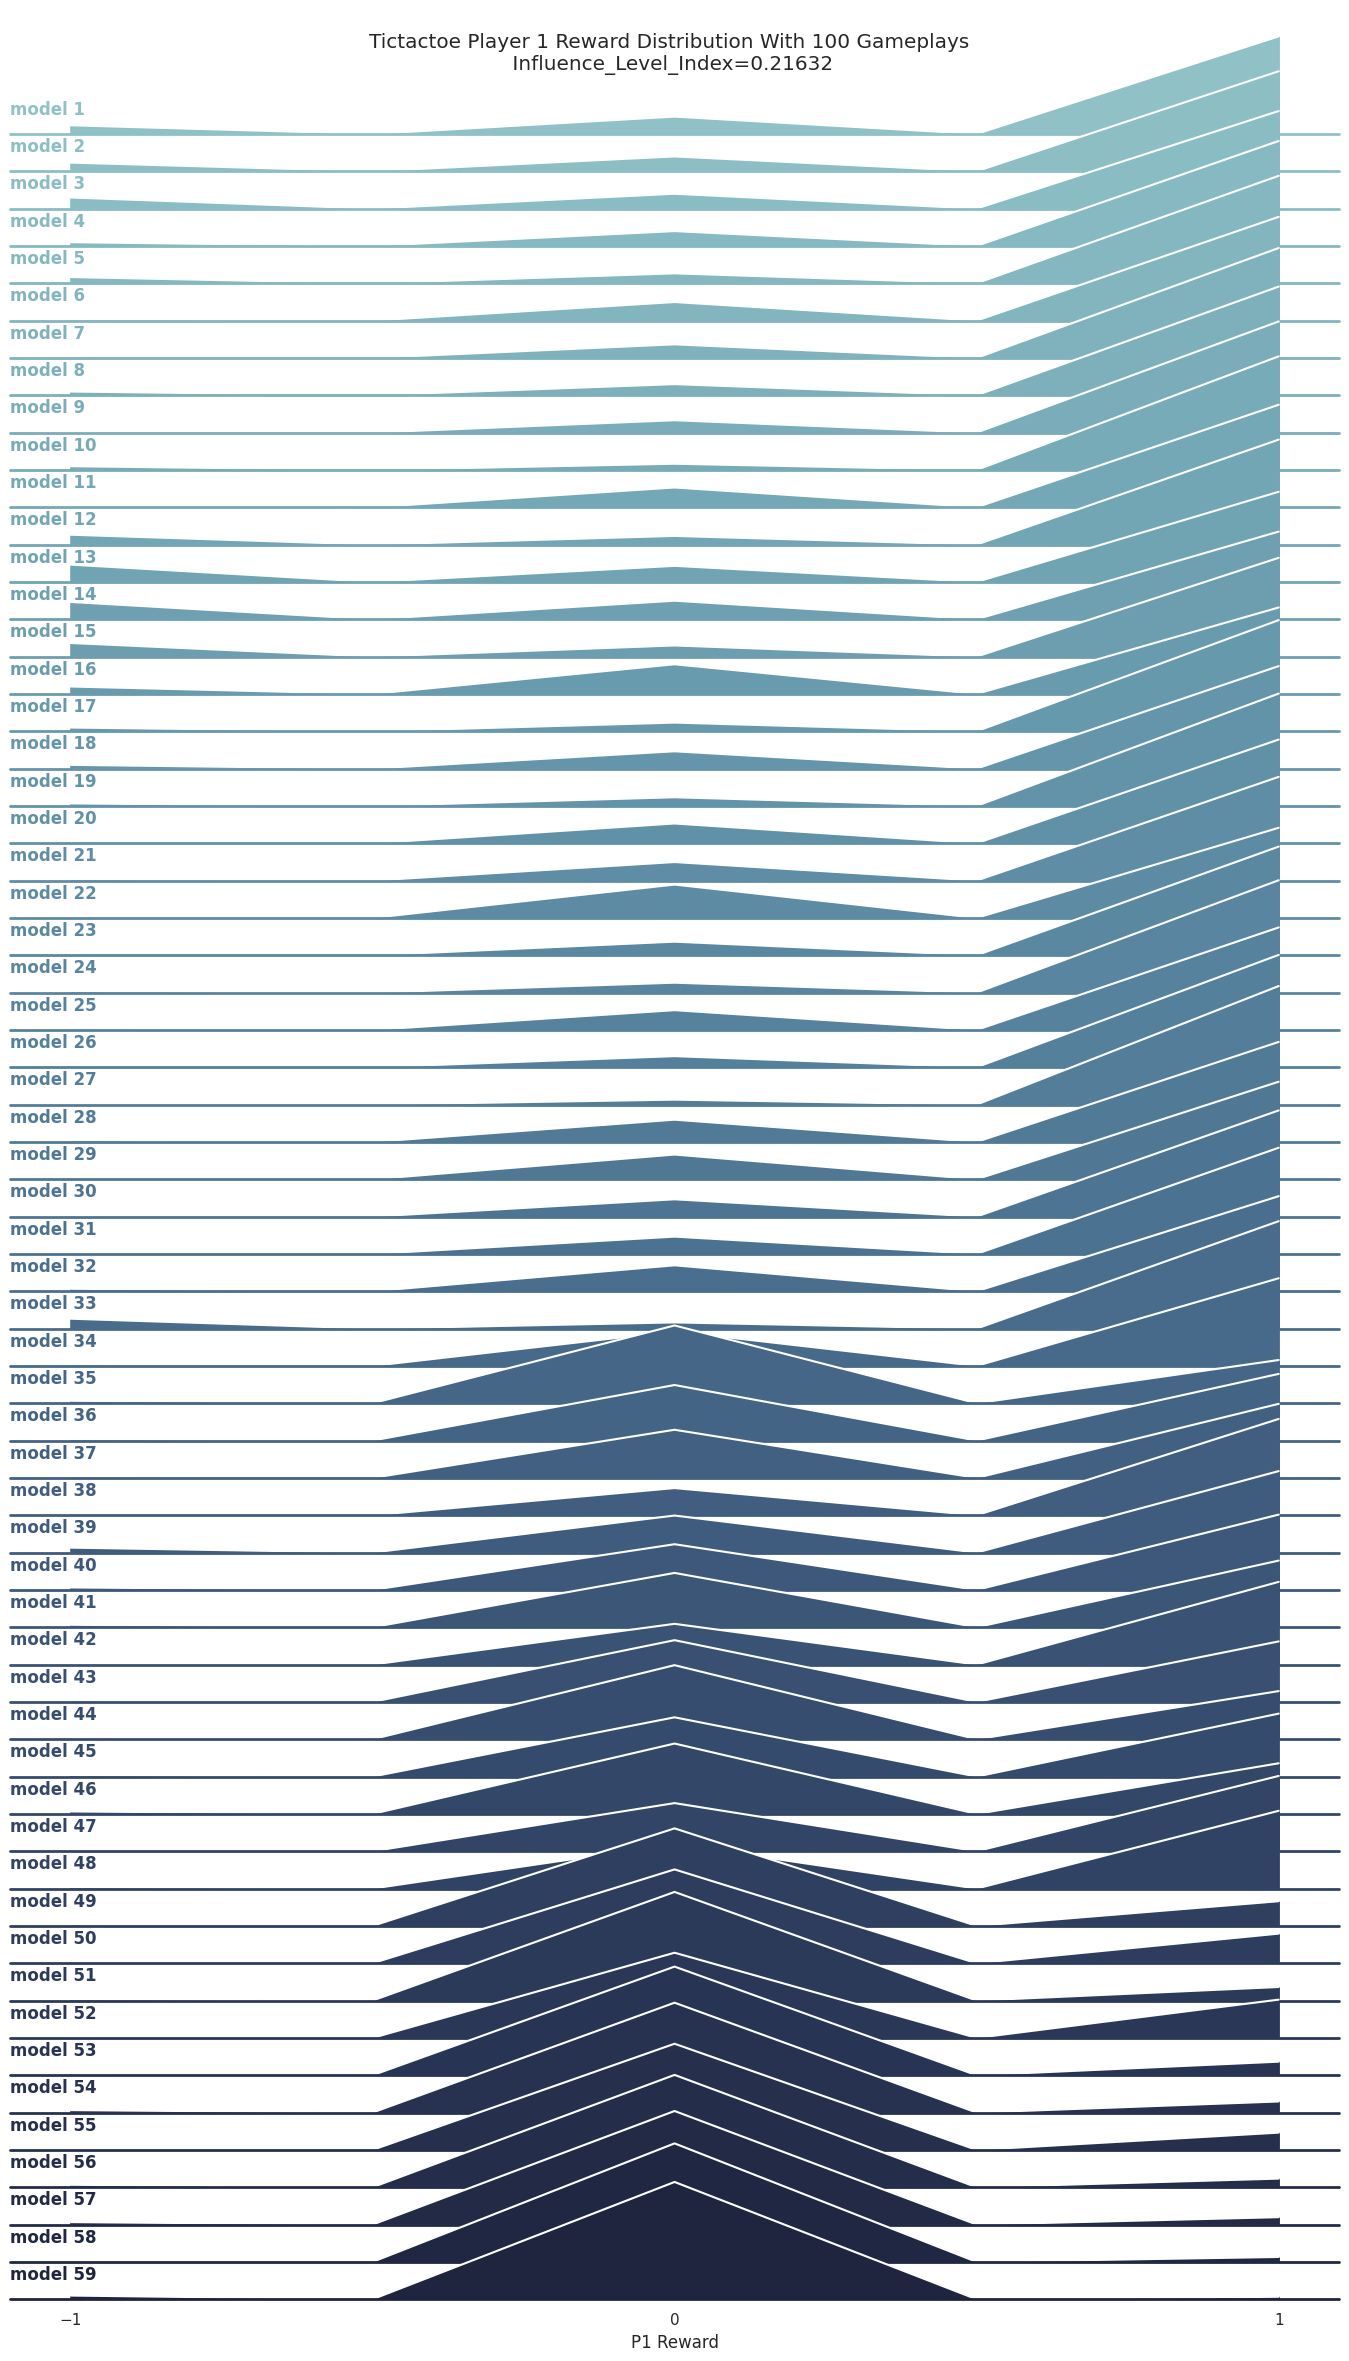 Tictactoe Player 1 Reward Distribution With 100 Gameplays
Influence_Level_Index=0.21632
model 1
model 2
model 3
model 4
model 5
model 6
model 7
model 8
model 9
model 10
model 11
model 12
model 13
model 14
model 15
model 16
model 17
model 18
model 19
model 20
model 21
model 22
model 23
model 24
model 25
model 26
model 27
model 28
model 29
model 30
model 31
model 32
model 33
model 34
model 35
model 36
model 37
model 38
model 39
model 40
model 41
model 42
model 43
model 44
model 45
model 46
model 47
model 48
model 49
model 50
model 51
model 52
model 53
model 54
model 55
model 56
model 57
model 58
model 59
−1 0 1
P1 Reward